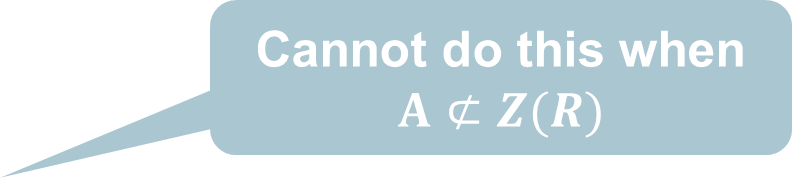 Cannot do this when
A ⊄ Z(R)